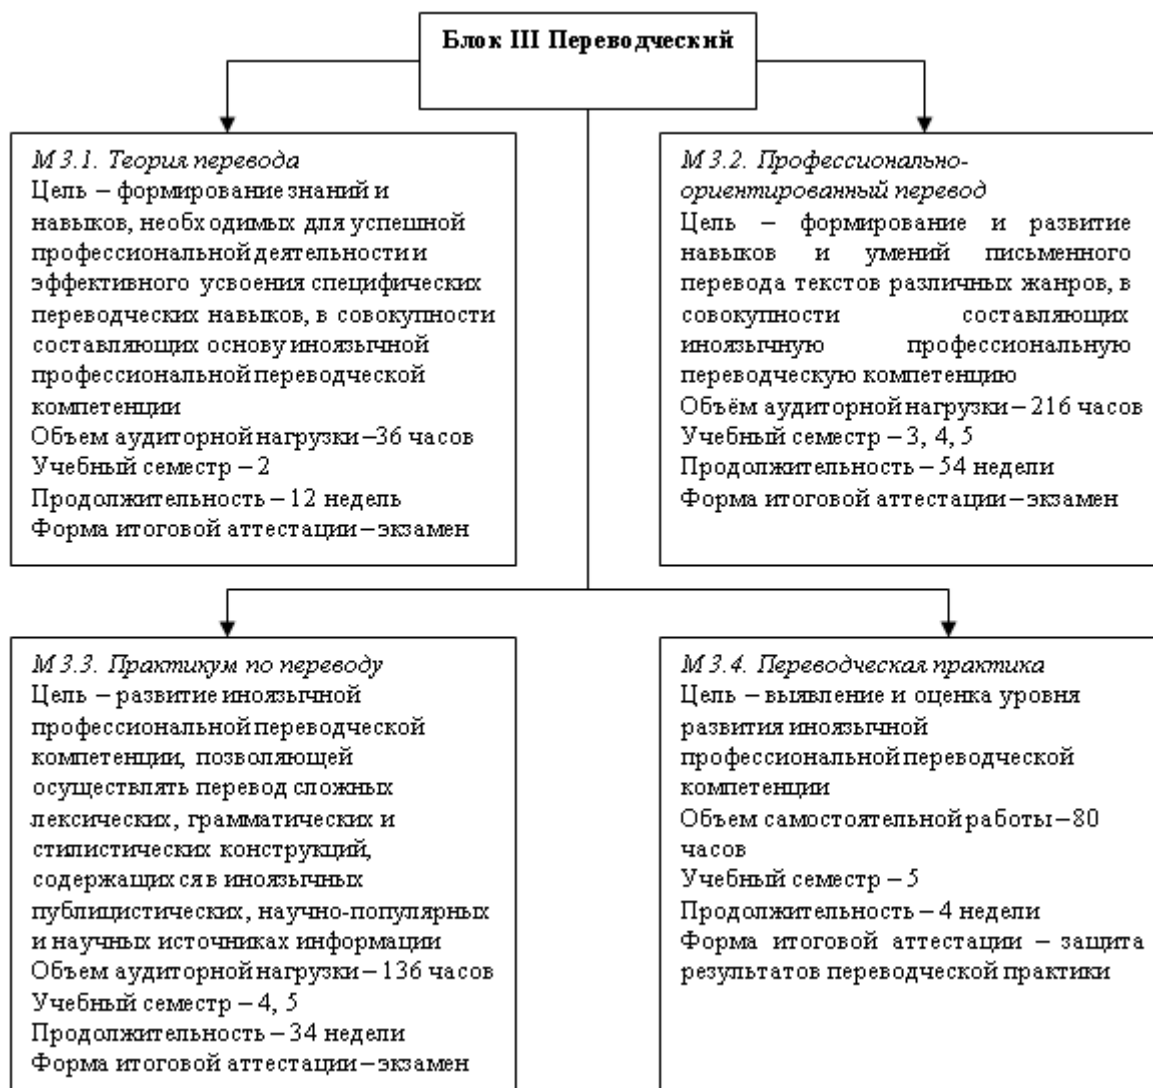 Блок III Переводческий
М 3.1. Теория перевода
Цель – формирование знаний и
навыков, необходимых для успешной
профессиональной деятельности и
эффективного усвоения специфических
переводческих навыков, в совокупности
составляющих основу иноязычной
профессиональной переводческой
компетенции
Объем аудиторной нагрузки –36 часов
Учебный семестр – 2
Продолжительность – 12 недель
Форма итоговой аттестации – экзамен
М 3.2. Профессионально-
ориентированный перевод
Цель – формирование и развитие
навыков и умений письменного
перевода текстов различных жанров, в
совокупности составляющих
иноязычную профессиональную
переводческую компетенцию
Объём аудиторной нагрузки – 216 часов
Учебный семестр – 3, 4, 5
Продолжительность – 54 недели
Форма итоговой аттестации – экзамен
М 3.3. Практикум по переводу
Цель – развитие иноязычной
профессиональной переводческой
компетенции, позволяющей
осуществлять перевод сложных
лексических, грамматических и
стилистических конструкций,
содержащихся в иноязычных
публицистических, научно-популярных
и научных источниках информации
Объем аудиторной нагрузки – 136 часов
Учебный семестр – 4, 5
Продолжительность – 34 недели
Форма итоговой аттестации – экзамен
М 3.4. Переводческая практика
Цель – выявление и оценка уровня
развития иноязычной
профессиональной переводческой
компетенции
Объем самостоятельной работы – 80
часов
Учебный семестр – 5
Продолжительность – 4 недели
Форма итоговой аттестации – защита
результатов переводческой практики